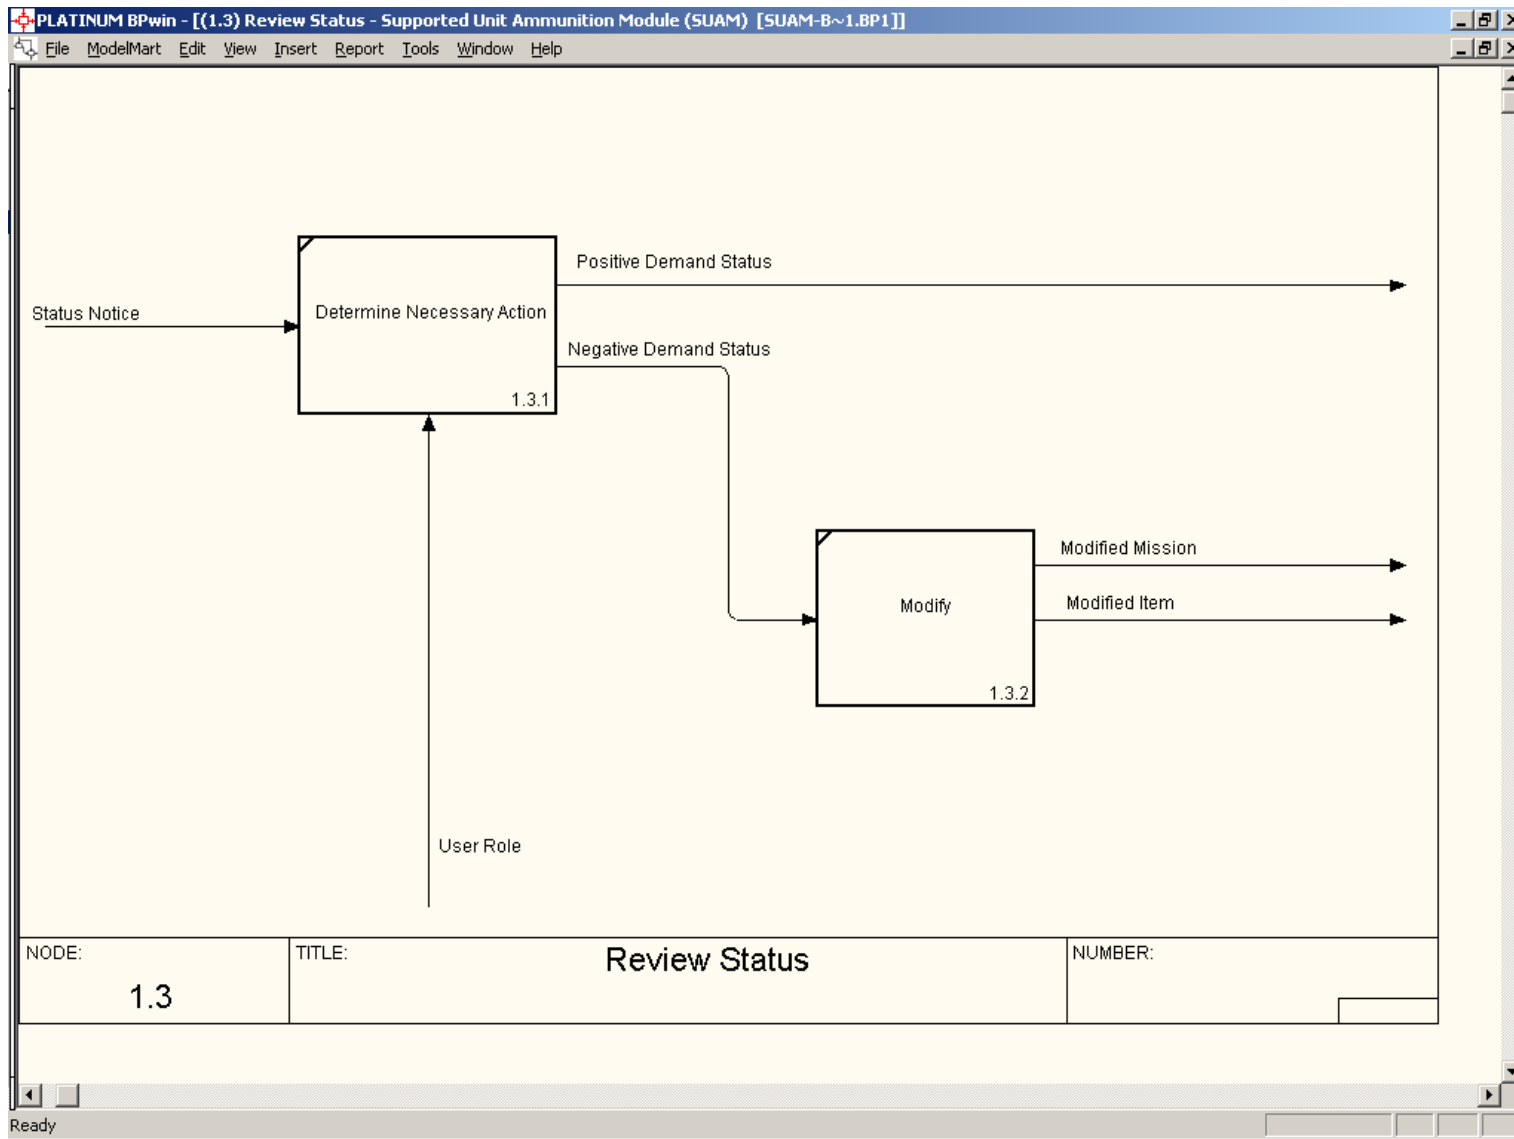 PLATINUM BPwin - [(1.3) Review Status - Supported Unit Ammunition Module (SUAM) [SUAM-B~1.BP1]]
File ModelMart Edit View Insert Report Tools Window Help
Positive Demand Status
Status Notice
Determine Necessary Action
Negative Demand Status
1.3.1
Modified Mission
Modify
Modified Item
1.3.2
User Role
NODE:
TITLE:
Review Status
NUMBER:
1.3
Ready